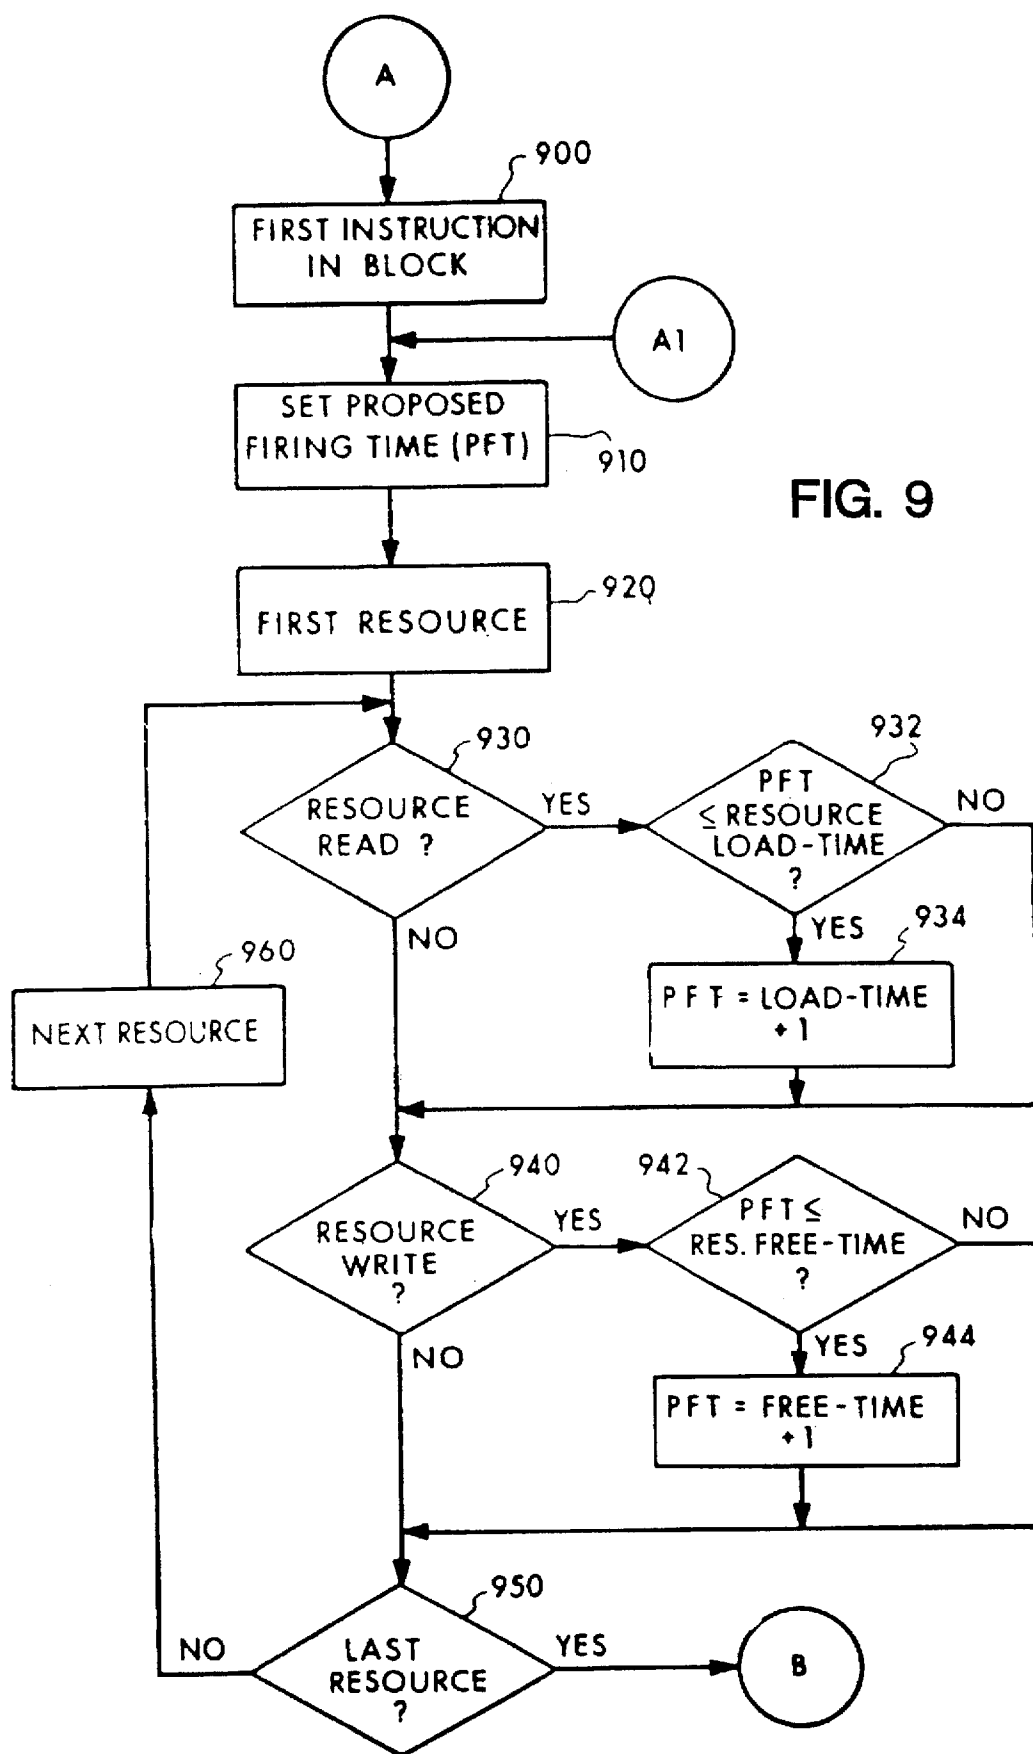 A
900
FIRST INSTRUCTION
IN BLOCK
A1
SET PROPOSED
FIRING TIME (PFT)
910
FIG. 9
920
FIRST RESOURCE
930
RESOURCE
READ ?
YES
NO
932
PFT
≤ RESOURCE
LOAD-TIME
?
NO
YES
934
PFT = LOAD-TIME
+1
960
NEXT RESOURCE
940
RESOURCE
WRITE
?
YES
NO
942
PFT ≤
RES. FREE-TIME
?
NO
YES
944
PFT = FREE-TIME
+1
950
LAST
RESOURCE
?
NO
YES
B